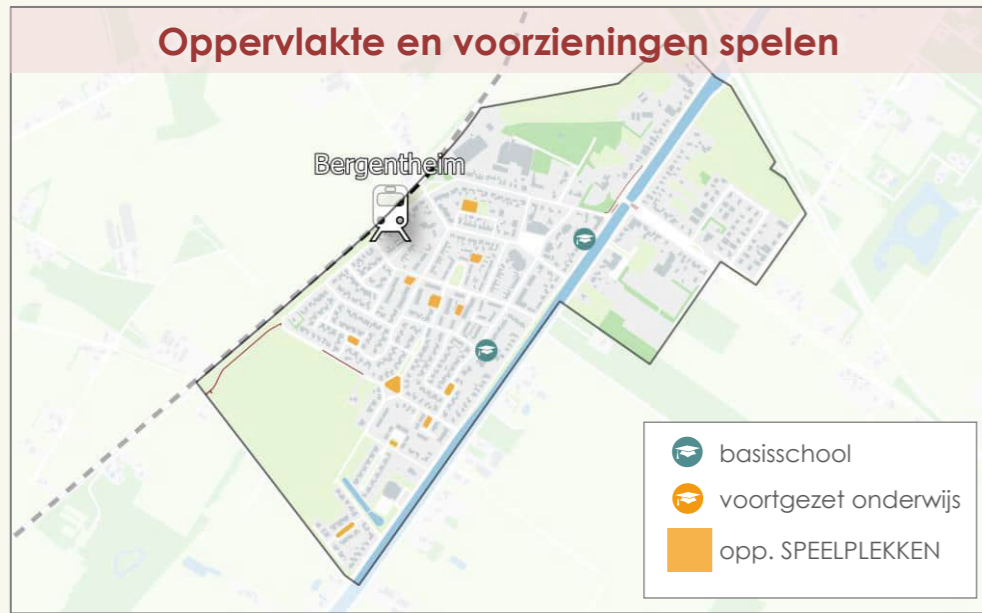 Oppervlakte en voorzieningen spelen
Bergentheim
basisschool
voortgezet onderwijs
opp. SPEELPLEKKEN